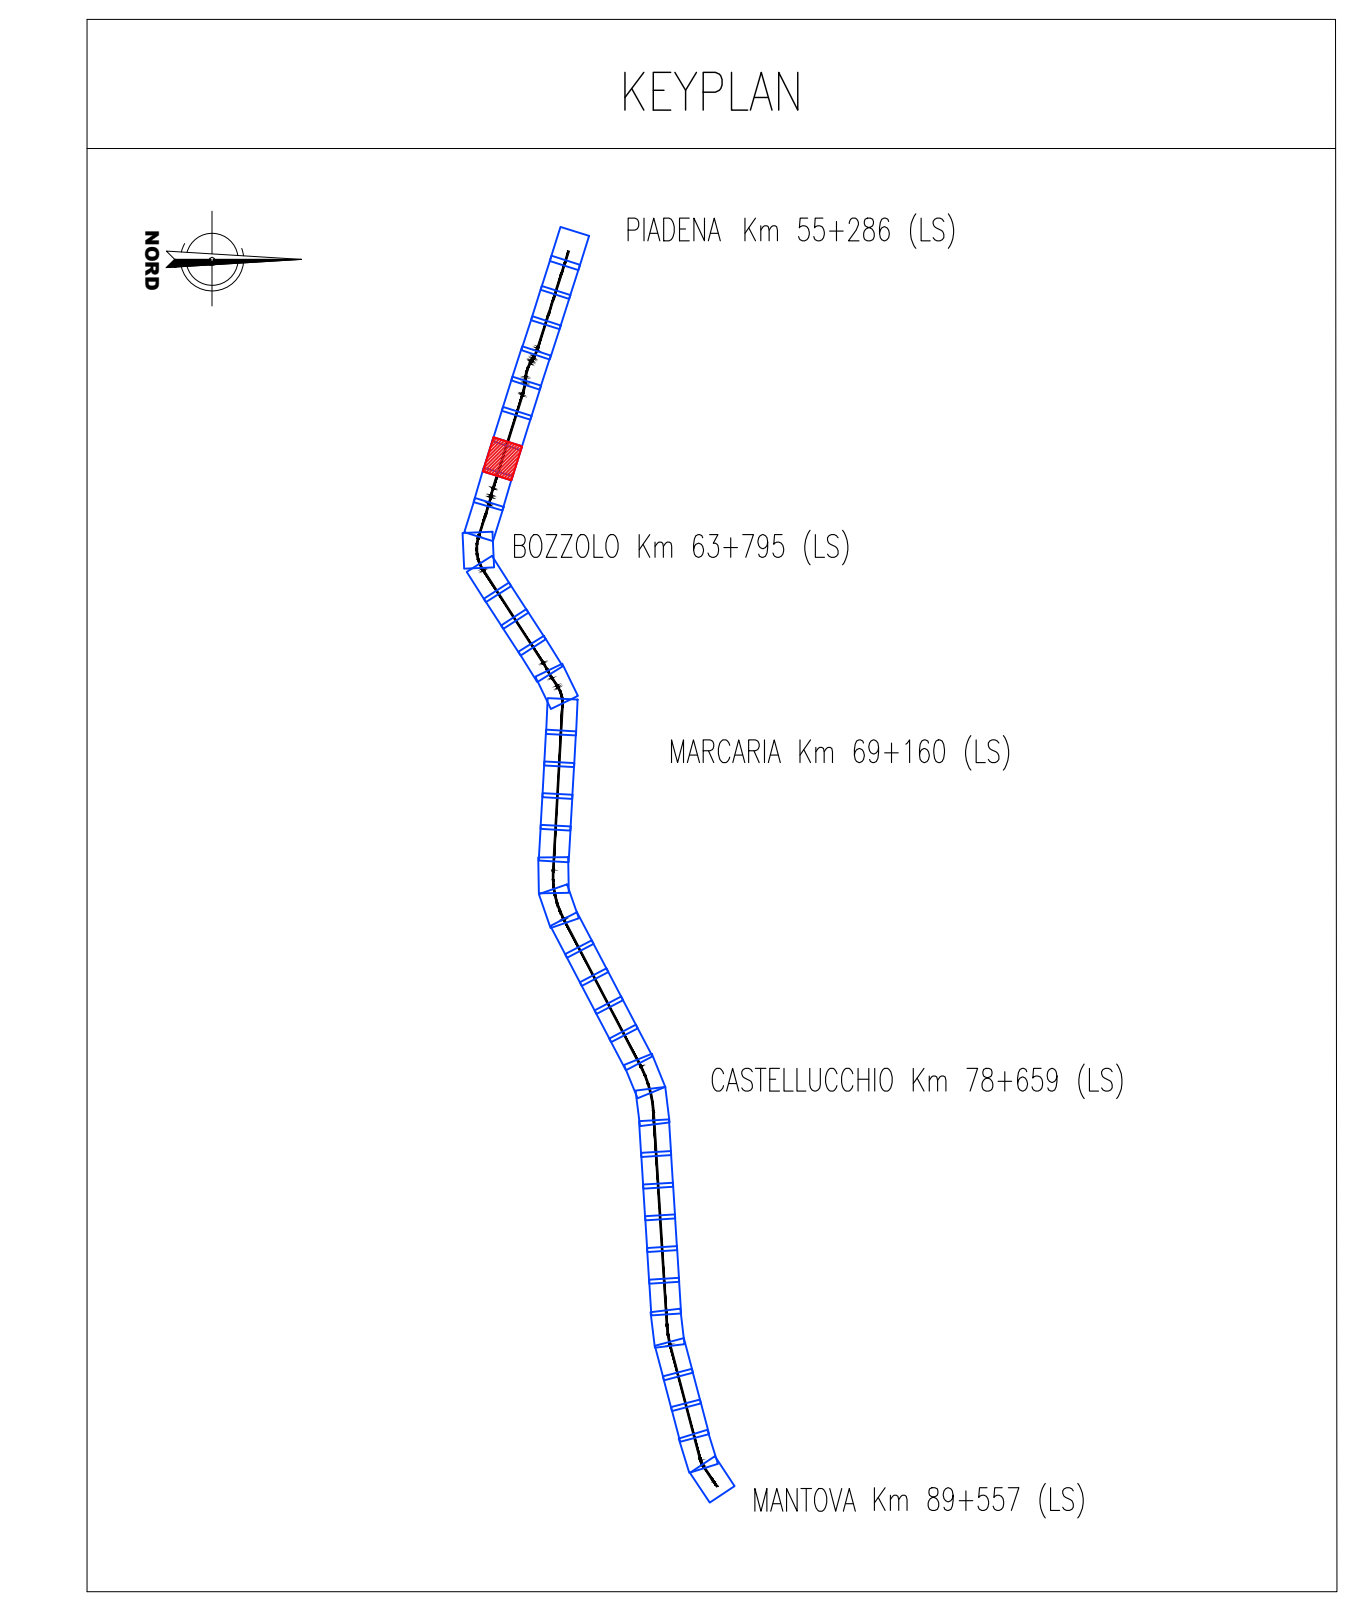 KEYPLAN
NORD
PIADENA Km 55+286 (LS)
BOZZOLO Km 63+795 (LS)
MARCARIA Km 69+160 (LS)
CASTELLUCCHIO Km 78+659 (LS)
MANTOVA Km 89+557 (LS)